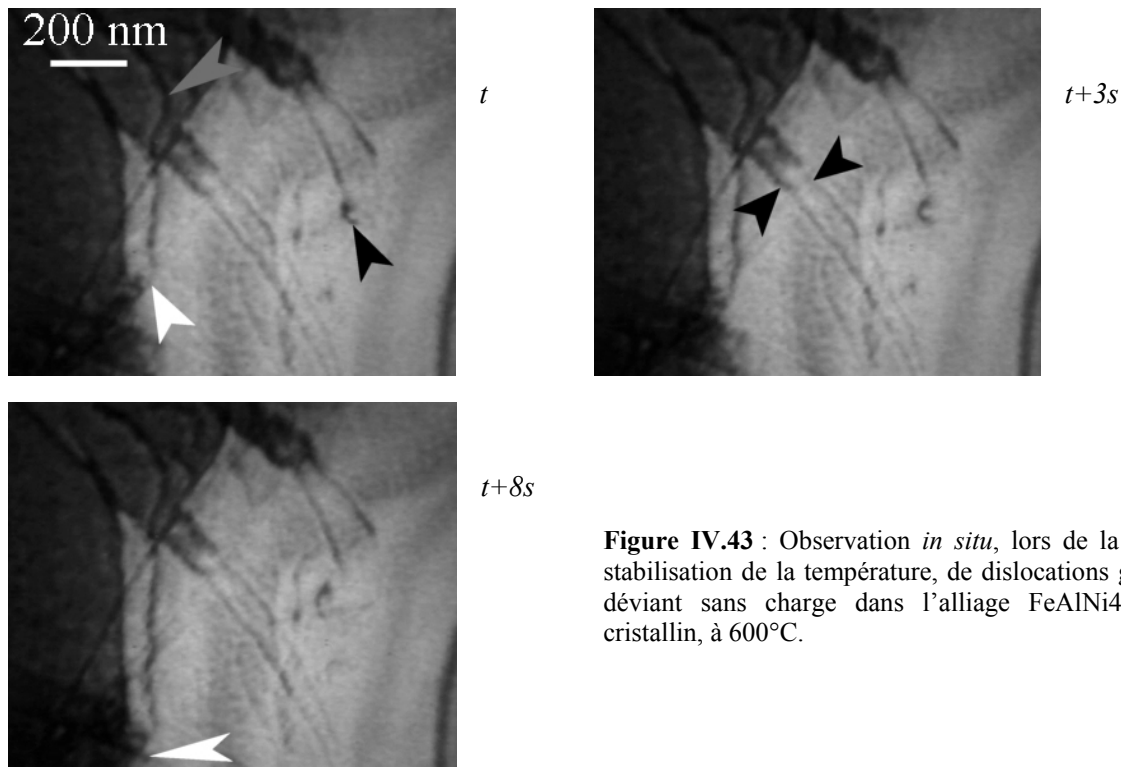 200 nm
t
t+3s
t+8s
Figure IV.43 : Observation in situ, lors de la
stabilisation de la température, de dislocations
déviant sans charge dans l’alliage FeAlNi4
cristallin, à 600°C.